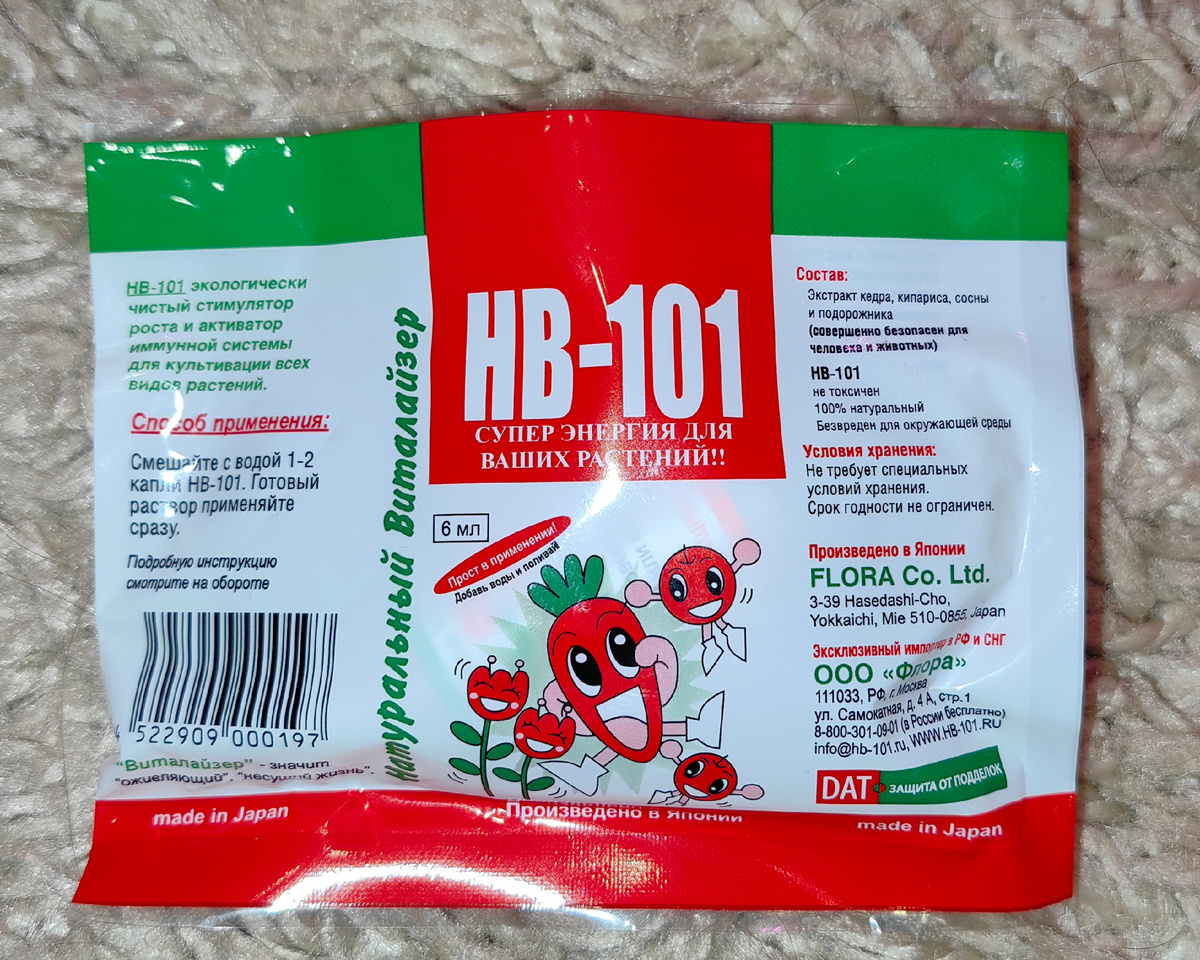 НВ-101 экологически
чистый стимулятор
роста и активатор
иммунной системы
для культивации всех
видов растений.
Способ применения:
Смешайте с водой 1-2
капли НВ-101. Готовый
раствор применяйте
сразу.
Подробную инструкцию
смотрите на обороте
4 522909 000197
"Виталайзер" - значит
"оживляющий", "несущий жизнь".
made in Japan
Натуральный Виталайзер
НВ-101
СУПЕР ЭНЕРГИЯ ДЛЯ
ВАШИХ РАСТЕНИЙ!!
6 мл
Прост в применении!
Добавь воды и поливай
Произведено в Японии
Состав:
Экстракт кедра, кипариса, сосны
и подорожника
(совершенно безопасен для
человека и животных)
НВ-101
не токсичен
100% натуральный
Безвреден для окружающей среды
Условия хранения:
Не требует специальных
условий хранения.
Срок годности не ограничен.
Произведено в Японии
FLORA Co. Ltd.
3-39 Hasedashi-Cho,
Yokkaichi, Mie 510-0855, Japan
Эксклюзивный импортер в РФ и СНГ
ООО «Флора»
111033, РФ, г. Москва
ул. Самокатная, д. 4 А, стр.1
8-800-301-09-01 (в России бесплатно)
info@hb-101.ru, WWW.HB-101.RU
DAT ЗАЩИТА ОТ ПОДДЕЛОК
made in Japan